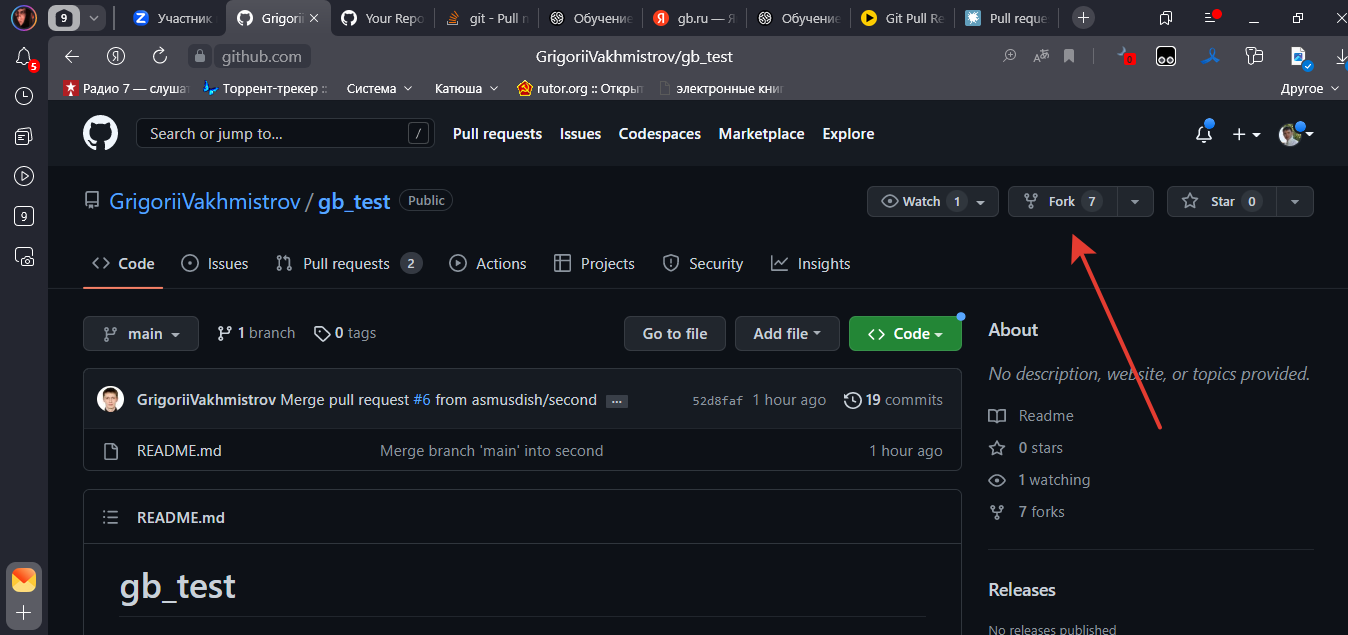 9 Участник Grigorii Your Repo git - Pull r Обучение gb.ru — Я Обучение Git Pull Re Pull reque
5 github.com GrigoriiVakhmistrov/gb_test 0
Радио 7 — слушат Торрент-трекер :: Система Катюша rutor.org :: Открыт электронные книг Другое
Search or jump to... / Pull requests Issues Codespaces Marketplace Explore
9
GrigoriiVakhmistrov / gb_test Public Watch 1 Fork 7 Star 0
Code Issues Pull requests 2 Actions Projects Security Insights
main 1 branch 0 tags Go to file Add file Code
GrigoriiVakhmistrov Merge pull request #6 from asmusdish/second ... 52d8faf 1 hour ago 19 commits
README.md Merge branch 'main' into second 1 hour ago
README.md
gb_test
About
No description, website, or topics provided.
Readme
0 stars
1 watching
7 forks
Releases
No releases published